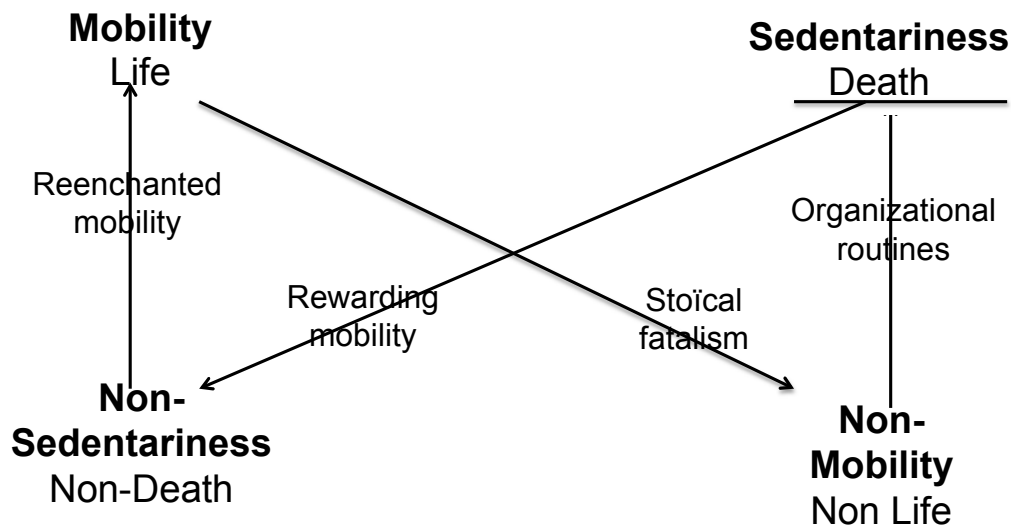 Mobility
Life
Sedentariness
Death
Reenchanted
mobility
Organizational
routines
Rewarding
mobility
Stoïcal
fatalism
Non-
Sedentariness
Non-Death
Non-
Mobility
Non Life